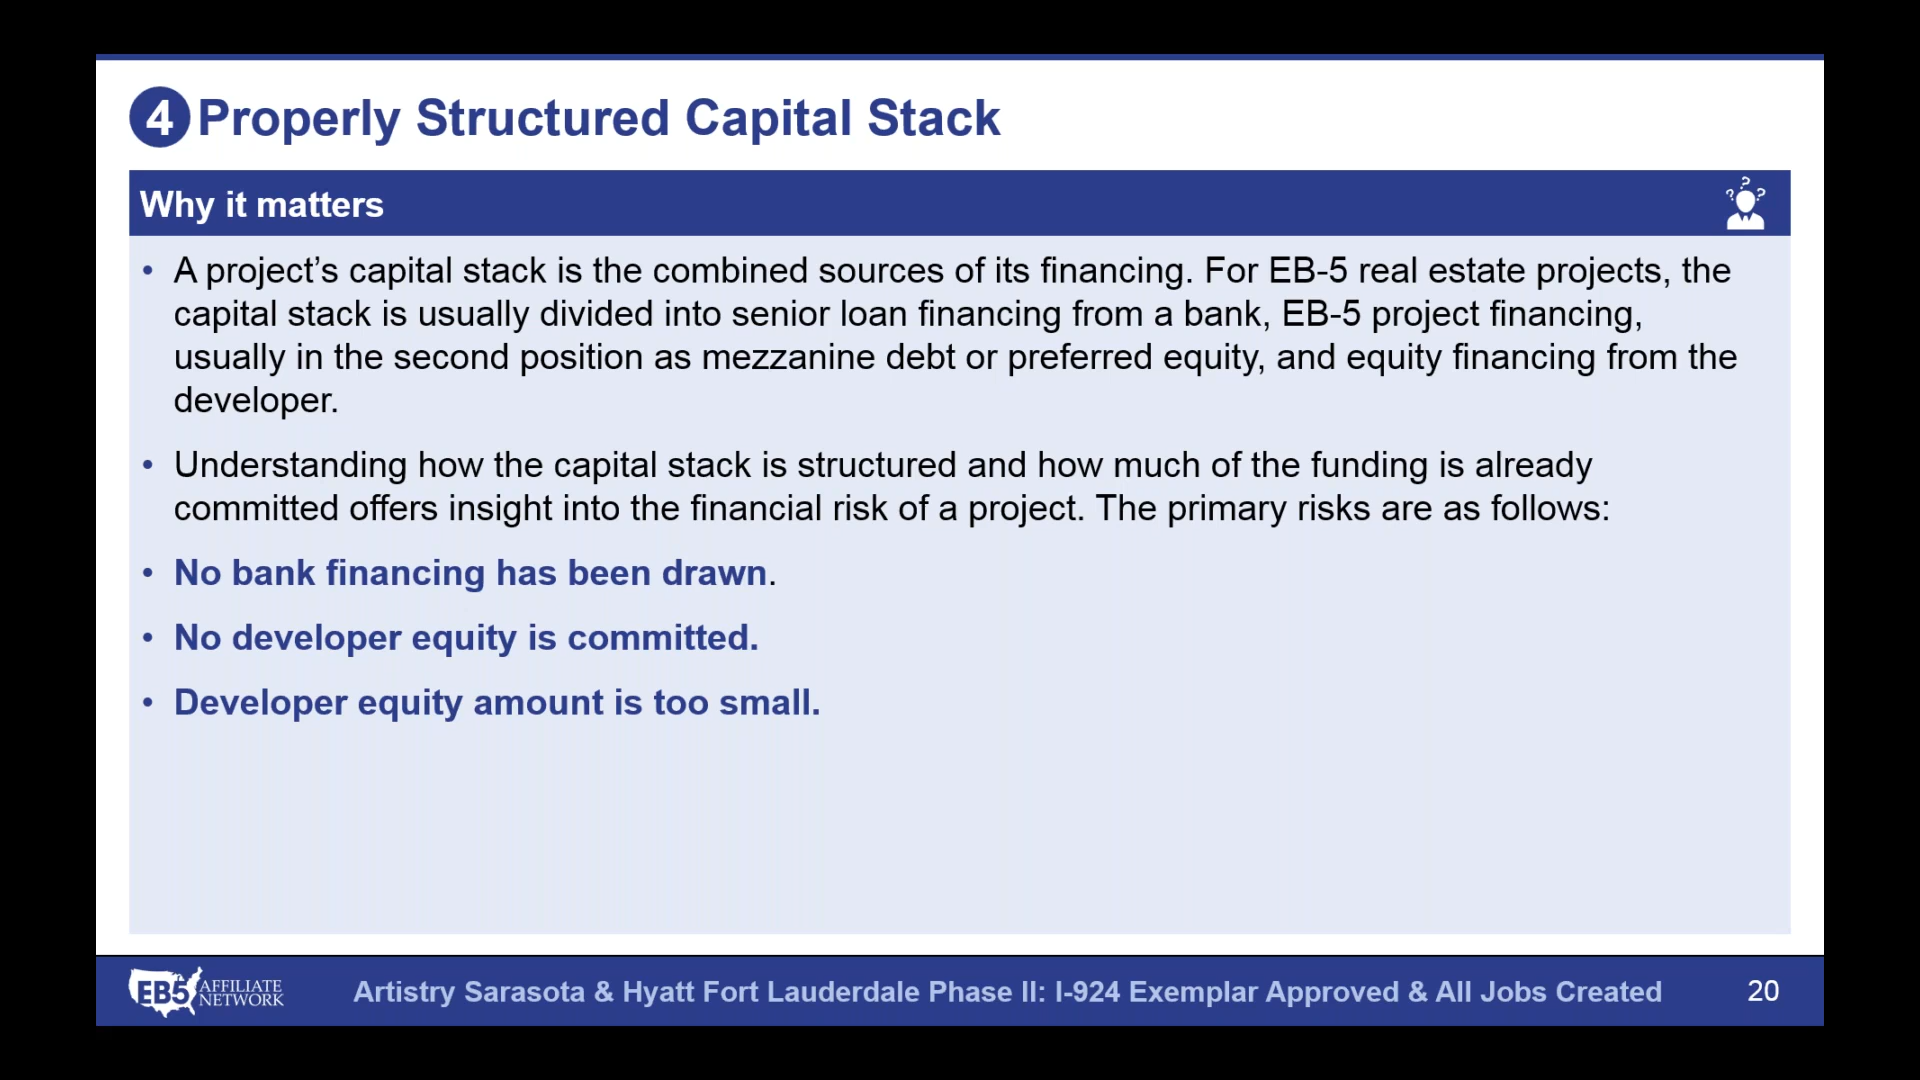 4 Properly Structured Capital Stack
Why it matters
• A project’s capital stack is the combined sources of its financing. For EB-5 real estate projects, the
capital stack is usually divided into senior loan financing from a bank, EB-5 project financing,
usually in the second position as mezzanine debt or preferred equity, and equity financing from the
developer.
• Understanding how the capital stack is structured and how much of the funding is already
committed offers insight into the financial risk of a project. The primary risks are as follows:
• No bank financing has been drawn.
• No developer equity is committed.
• Developer equity amount is too small.
EB5 AFFILIATE
NETWORK
Artistry Sarasota & Hyatt Fort Lauderdale Phase II: I-924 Exemplar Approved & All Jobs Created
20